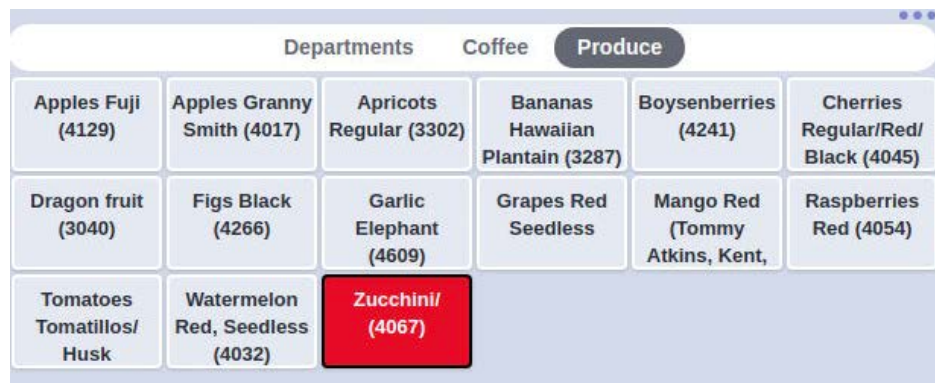 Departments Coffee Produce
Apples Fuji
(4129)
Apples Granny
Smith (4017)
Apricots
Regular (3302)
Bananas
Hawaiian
Plantain (3287)
Boysenberries
(4241)
Cherries
Regular/Red/
Black (4045)
Dragon fruit
(3040)
Figs Black
(4266)
Garlic
Elephant
(4609)
Grapes Red
Seedless
Mango Red
(Tommy
Atkins, Kent,
Raspberries
Red (4054)
Tomatoes
Tomatillos/
Husk
Watermelon
Red, Seedless
(4032)
Zucchini/
(4067)